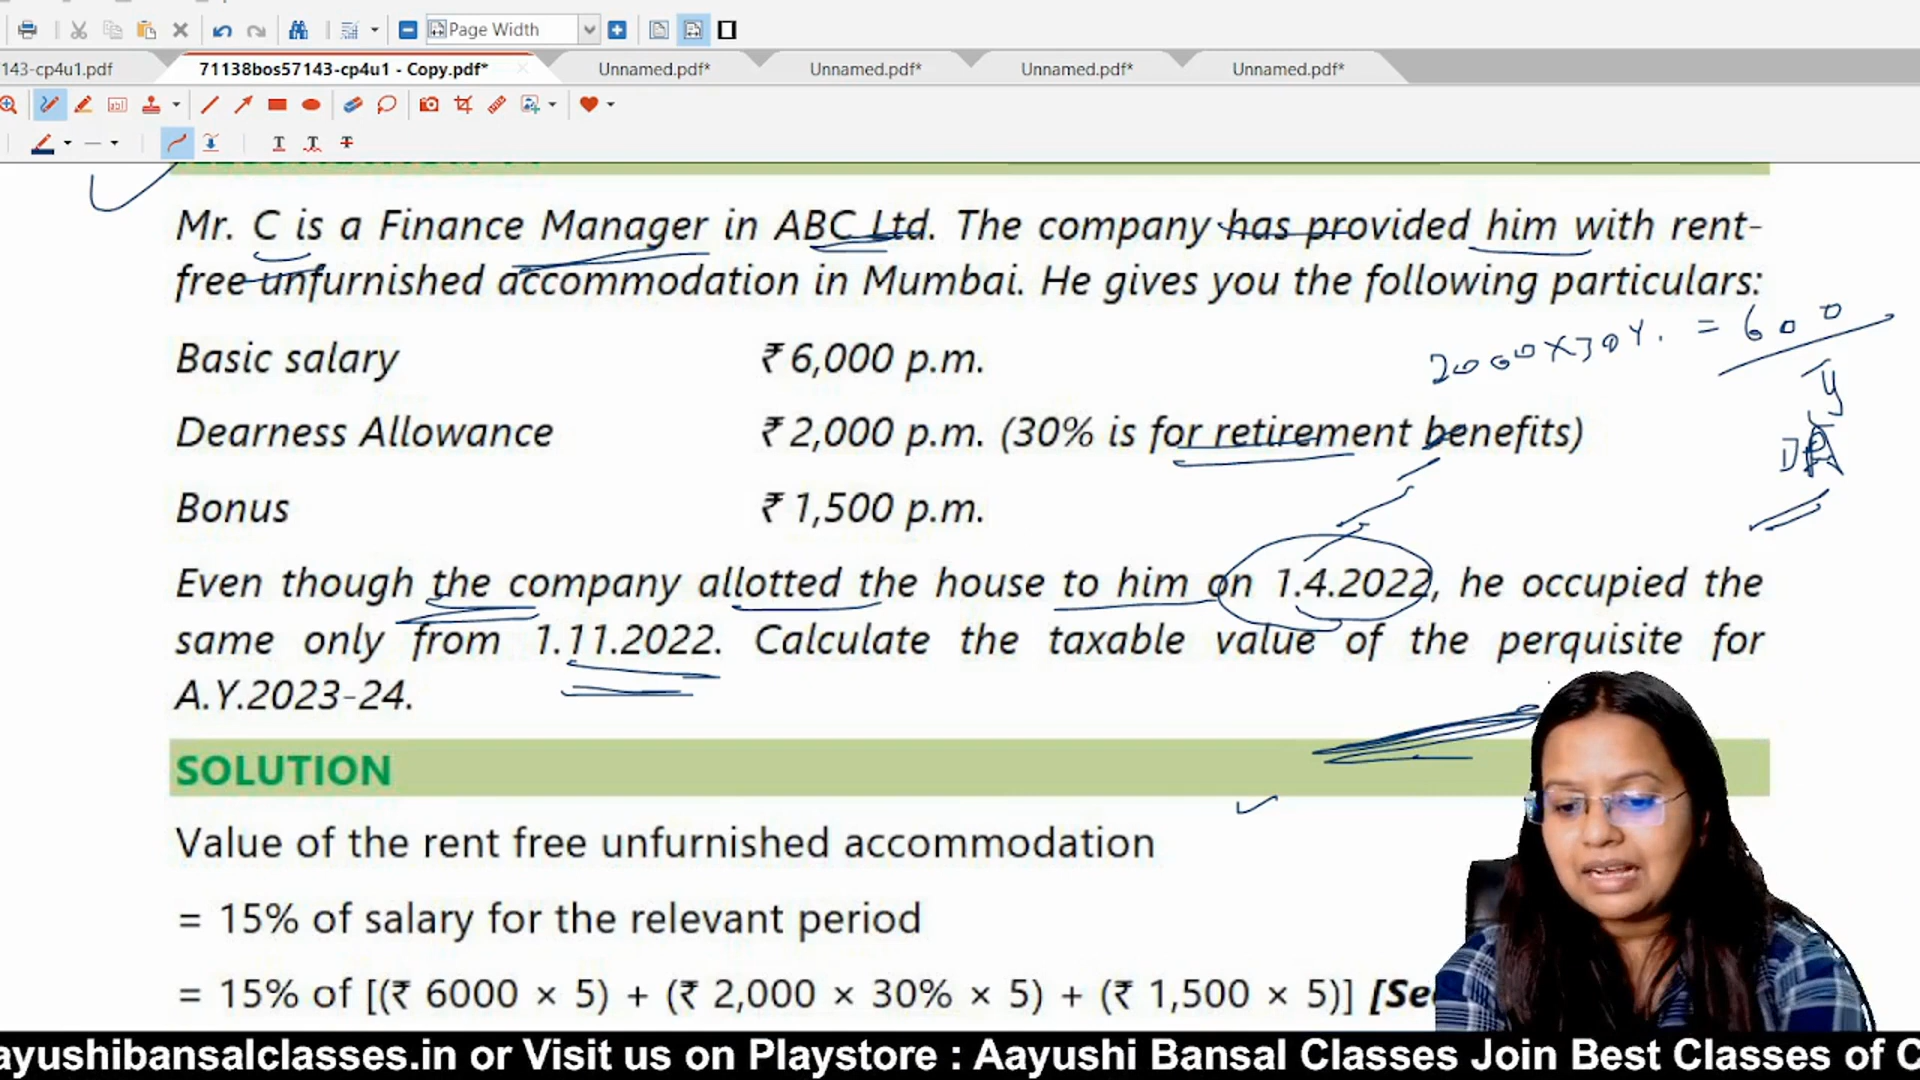 Page Width
143-cp4u1.pdf 71138bos57143-cp4u1 - Copy.pdf* Unnamed.pdf* Unnamed.pdf* Unnamed.pdf* Unnamed.pdf*
Mr. C is a Finance Manager in ABC Ltd. The company has provided him with rent-
free unfurnished accommodation in Mumbai. He gives you the following particulars:
2000 X 30%. = 600
Basic salary ₹ 6,000 p.m.
Dearness Allowance ₹ 2,000 p.m. (30% is for retirement benefits)
Bonus ₹ 1,500 p.m.
Even though the company allotted the house to him on 1.4.2022, he occupied the
same only from 1.11.2022. Calculate the taxable value of the perquisite for
A.Y.2023-24.
SOLUTION
Value of the rent free unfurnished accommodation
= 15% of salary for the relevant period
= 15% of [(₹ 6000 × 5) + (₹ 2,000 × 30% × 5) + (₹ 1,500 × 5)] [Se
ayushibansalclasses.in or Visit us on Playstore : Aayushi Bansal Classes Join Best Classes of C